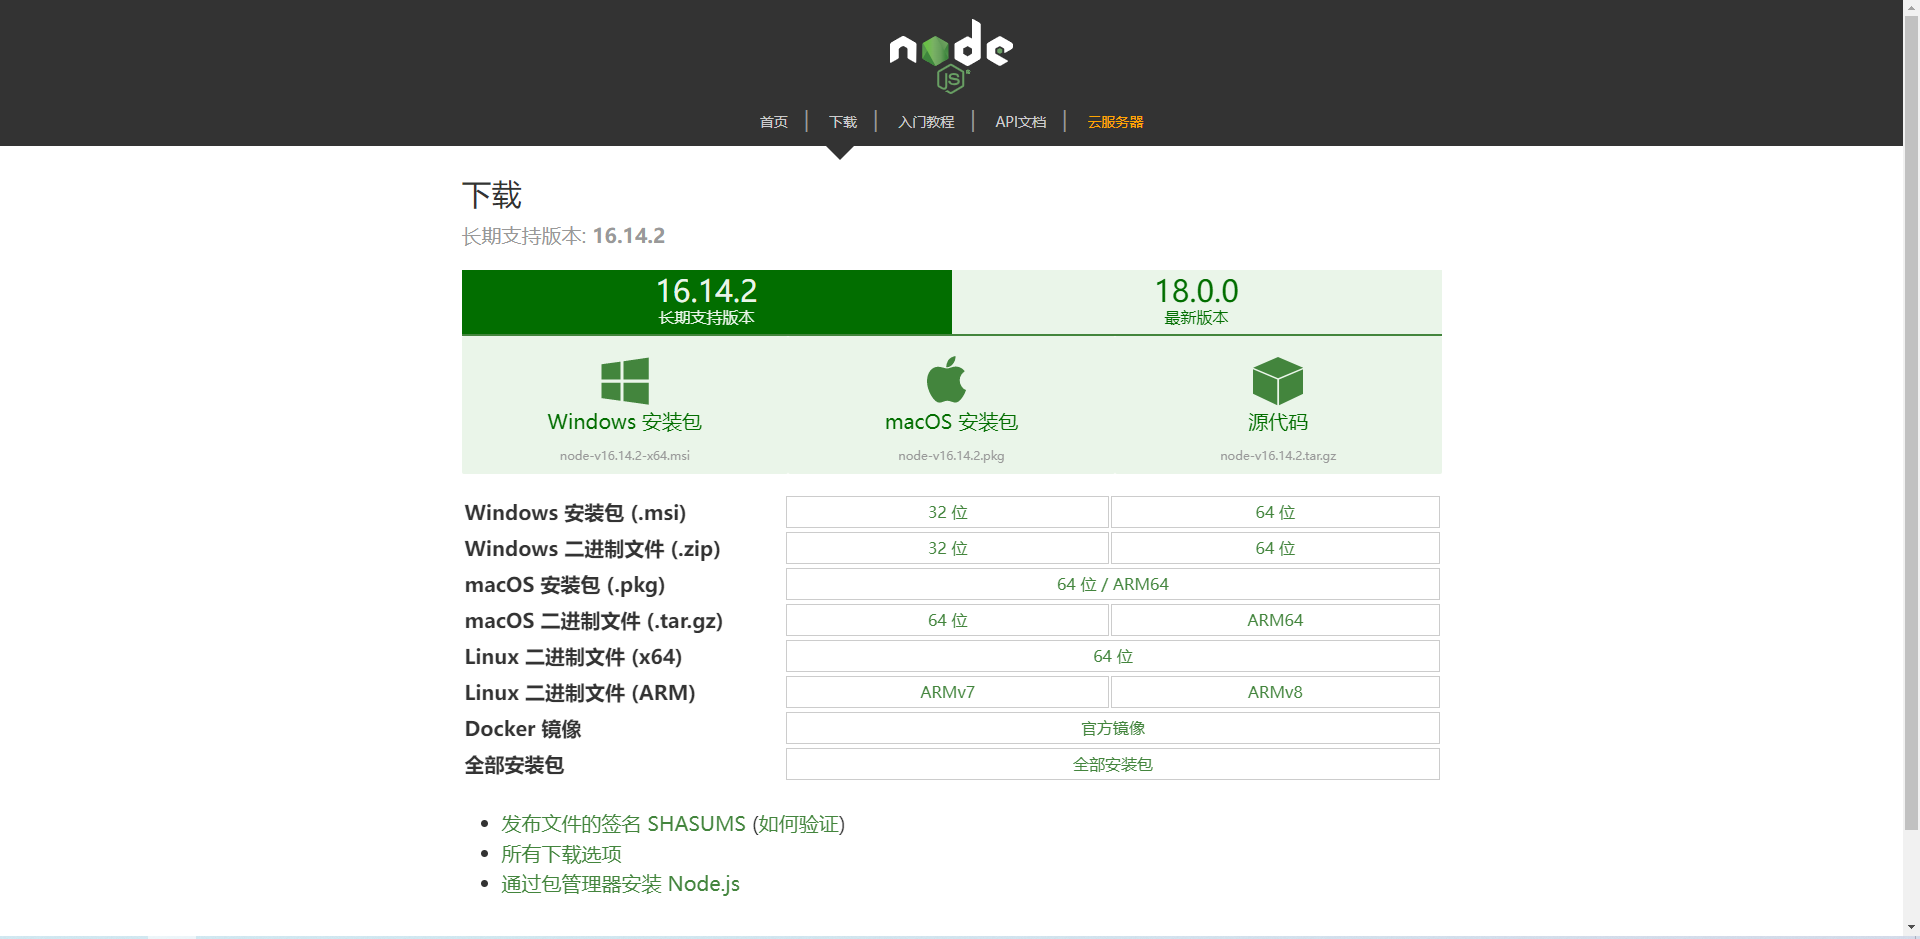 node
JS
首页 下载 入门教程 API文档 云服务器
下载
长期支持版本: 16.14.2
16.14.2 18.0.0
长期支持版本 最新版本
Windows 安装包 macOS 安装包 源代码
node-v16.14.2-x64.msi node-v16.14.2.pkg node-v16.14.2.tar.gz
Windows 安装包 (.msi) 32 位 64 位
Windows 二进制文件 (.zip) 32 位 64 位
macOS 安装包 (.pkg) 64 位 / ARM64
macOS 二进制文件 (.tar.gz) 64 位 ARM64
Linux 二进制文件 (x64) 64 位
Linux 二进制文件 (ARM) ARMv7 ARMv8
Docker 镜像 官方镜像
全部安装包 全部安装包
• 发布文件的签名 SHASUMS (如何验证)
• 所有下载选项
• 通过包管理器安装 Node.js